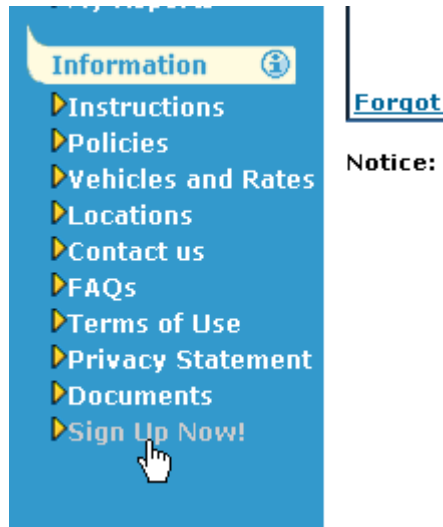 Information
Instructions
Policies
Vehicles and Rates
Locations
Contact us
FAQs
Terms of Use
Privacy Statement
Documents
Sign Up Now!
Forgot
Notice: